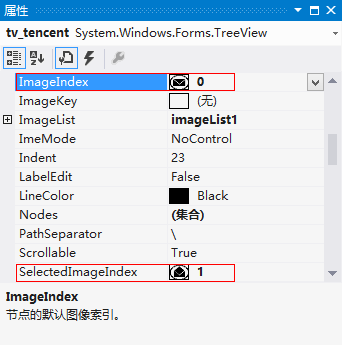 属性
tv_tencent System.Windows.Forms.TreeView
ImageIndex 0
ImageKey (无)
ImageList imageList1
ImeMode NoControl
Indent 23
LabelEdit False
LineColor Black
Nodes (集合)
PathSeparator \
Scrollable True
SelectedImageIndex 1
ImageIndex
节点的默认图像索引。